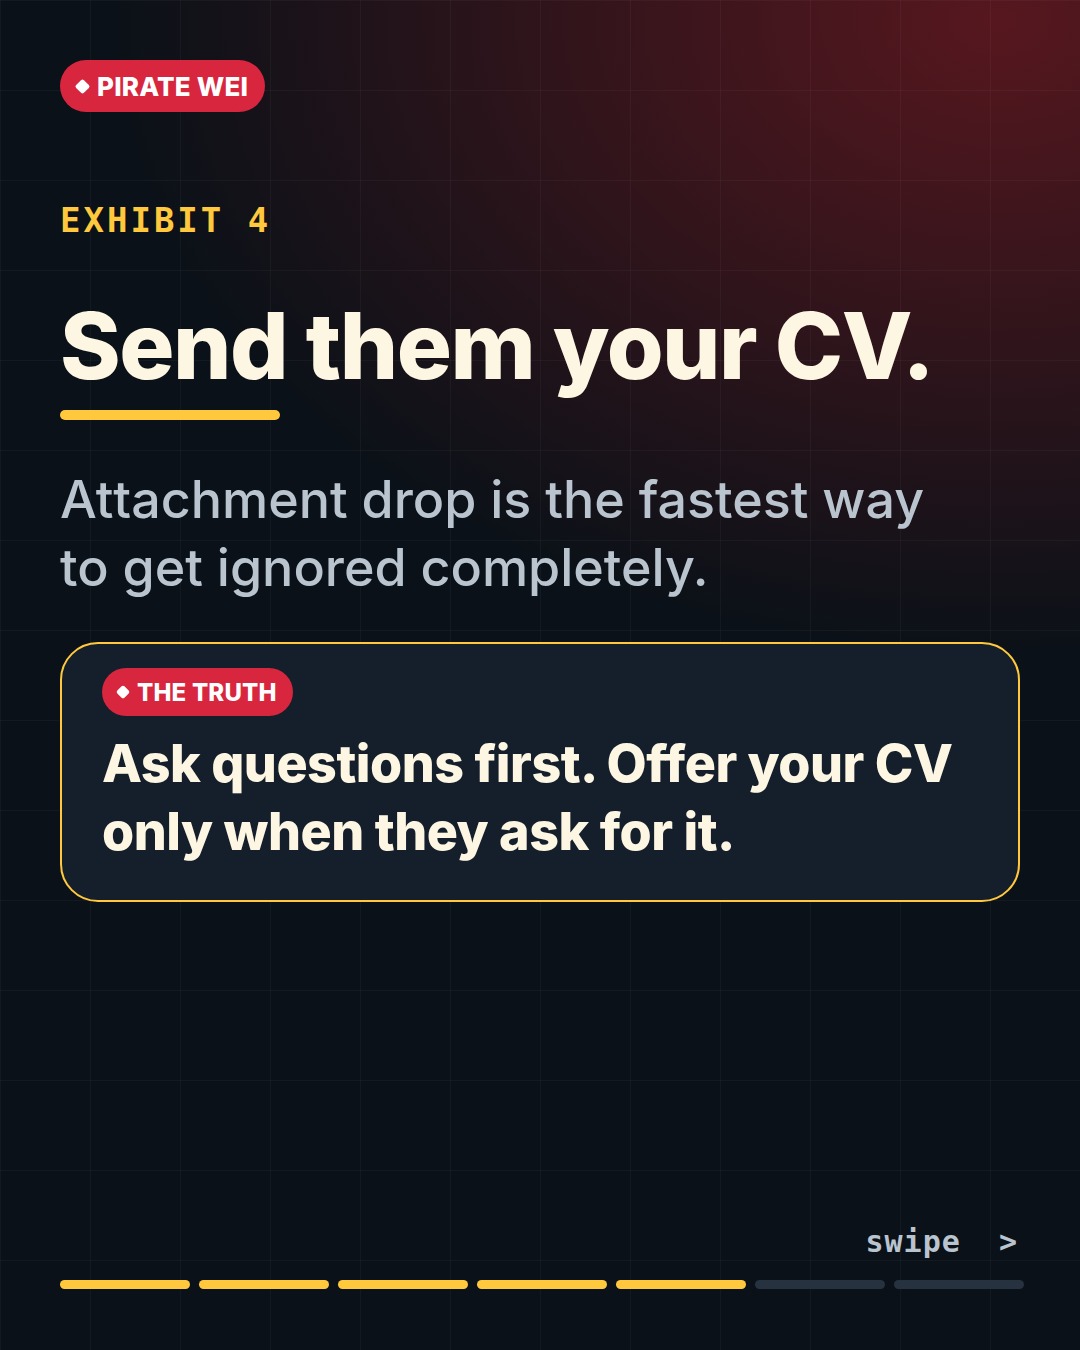 PIRATE WEI
EXHIBIT 4
Send them your CV.
Attachment drop is the fastest way
to get ignored completely.
THE TRUTH
Ask questions first. Offer your CV
only when they ask for it.
swipe >